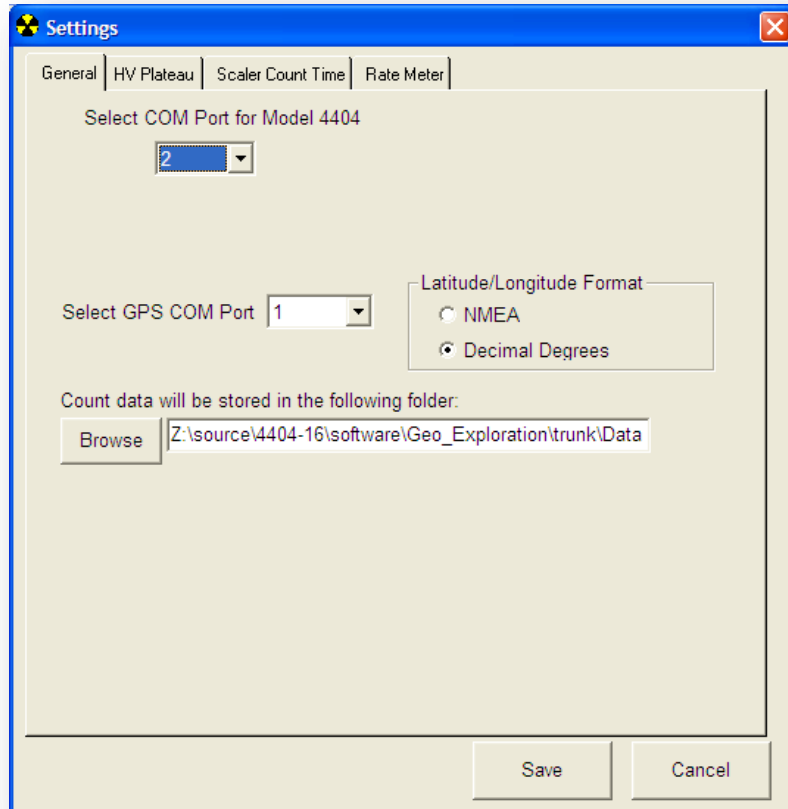 Settings
General HV Plateau Scaler Count Time Rate Meter
Select COM Port for Model 4404
2
Latitude/Longitude Format
Select GPS COM Port 1
NMEA
Decimal Degrees
Count data will be stored in the following folder:
Browse Z:\source\4404-16\software\Geo_Exploration\trunk\Data
Save Cancel